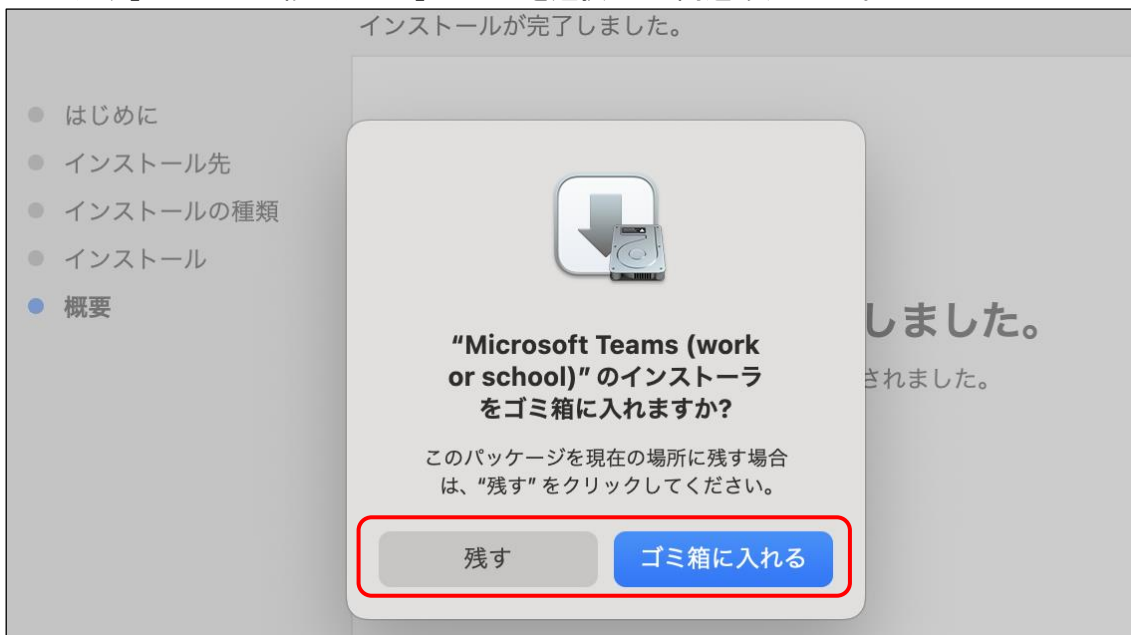 インストールが完了しました。
はじめに
インストール先
インストールの種類
インストール
概要
しました。
されました。
“Microsoft Teams (work
or school)” のインストーラ
をゴミ箱に入れますか?
このパッケージを現在の場所に残す場合
は、“残す” をクリックしてください。
残す
ゴミ箱に入れる